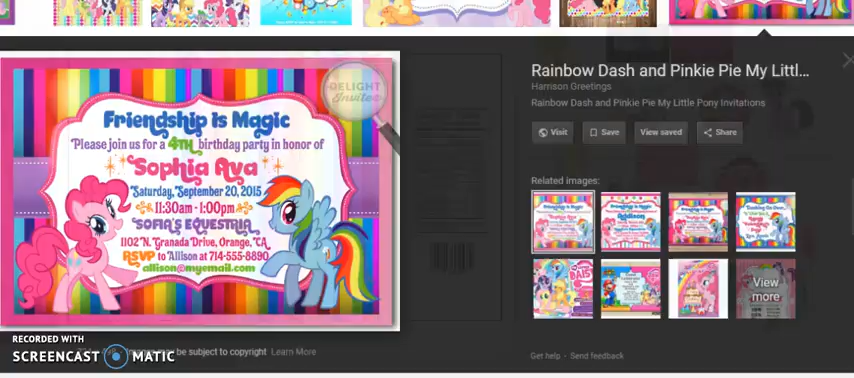 DELIGHT
Invites
Friendship is Magic
Please join us for a 4TH birthday party in honor of
Sophia Ava
Saturday, September 20, 2015
11:30am - 1:00pm
SOFIA'S EQUESTRIA
1102 N. Granada Drive, Orange, CA
RSVP to Allison at 714-555-8890
allison@myemail.com
Rainbow Dash and Pinkie Pie My Littl...
Harrison Greetings
Rainbow Dash and Pinkie Pie My Little Pony Invitations
Visit
Save
View saved
Share
Related images:
Friendship is Magic
Addison
View
more
RECORDED WITH
SCREENCAST MATIC
may be subject to copyright Learn More
Get help - Send feedback